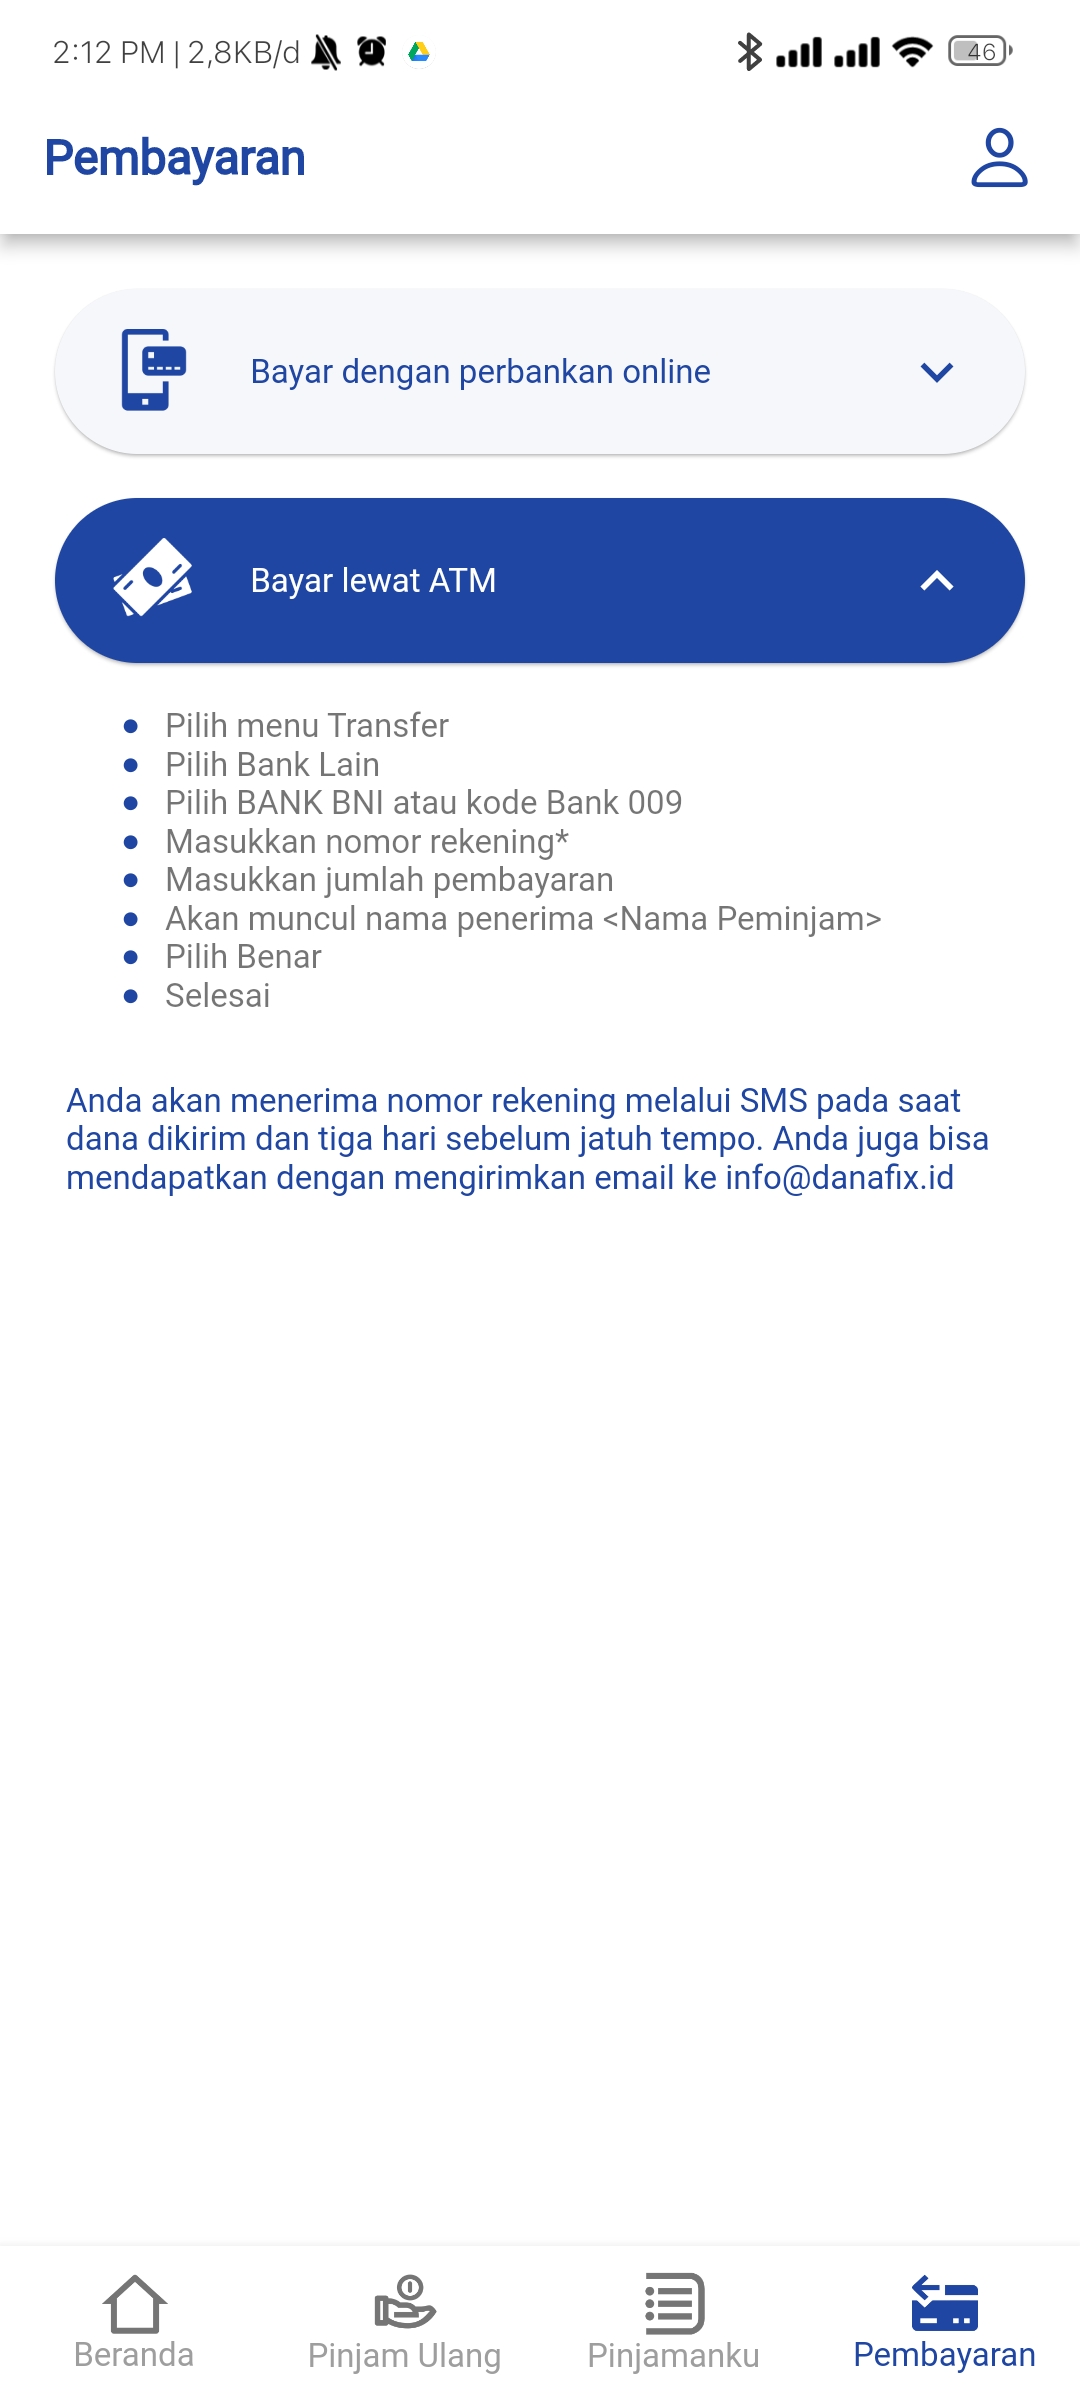 2:12 PM | 2,8KB/d
46
Pembayaran
Bayar dengan perbankan online
Bayar lewat ATM
Pilih menu Transfer
Pilih Bank Lain
Pilih BANK BNI atau kode Bank 009
Masukkan nomor rekening*
Masukkan jumlah pembayaran
Akan muncul nama penerima <Nama Peminjam>
Pilih Benar
Selesai
Anda akan menerima nomor rekening melalui SMS pada saat
dana dikirim dan tiga hari sebelum jatuh tempo. Anda juga bisa
mendapatkan dengan mengirimkan email ke info@danafix.id
Beranda
Pinjam Ulang
Pinjamanku
Pembayaran